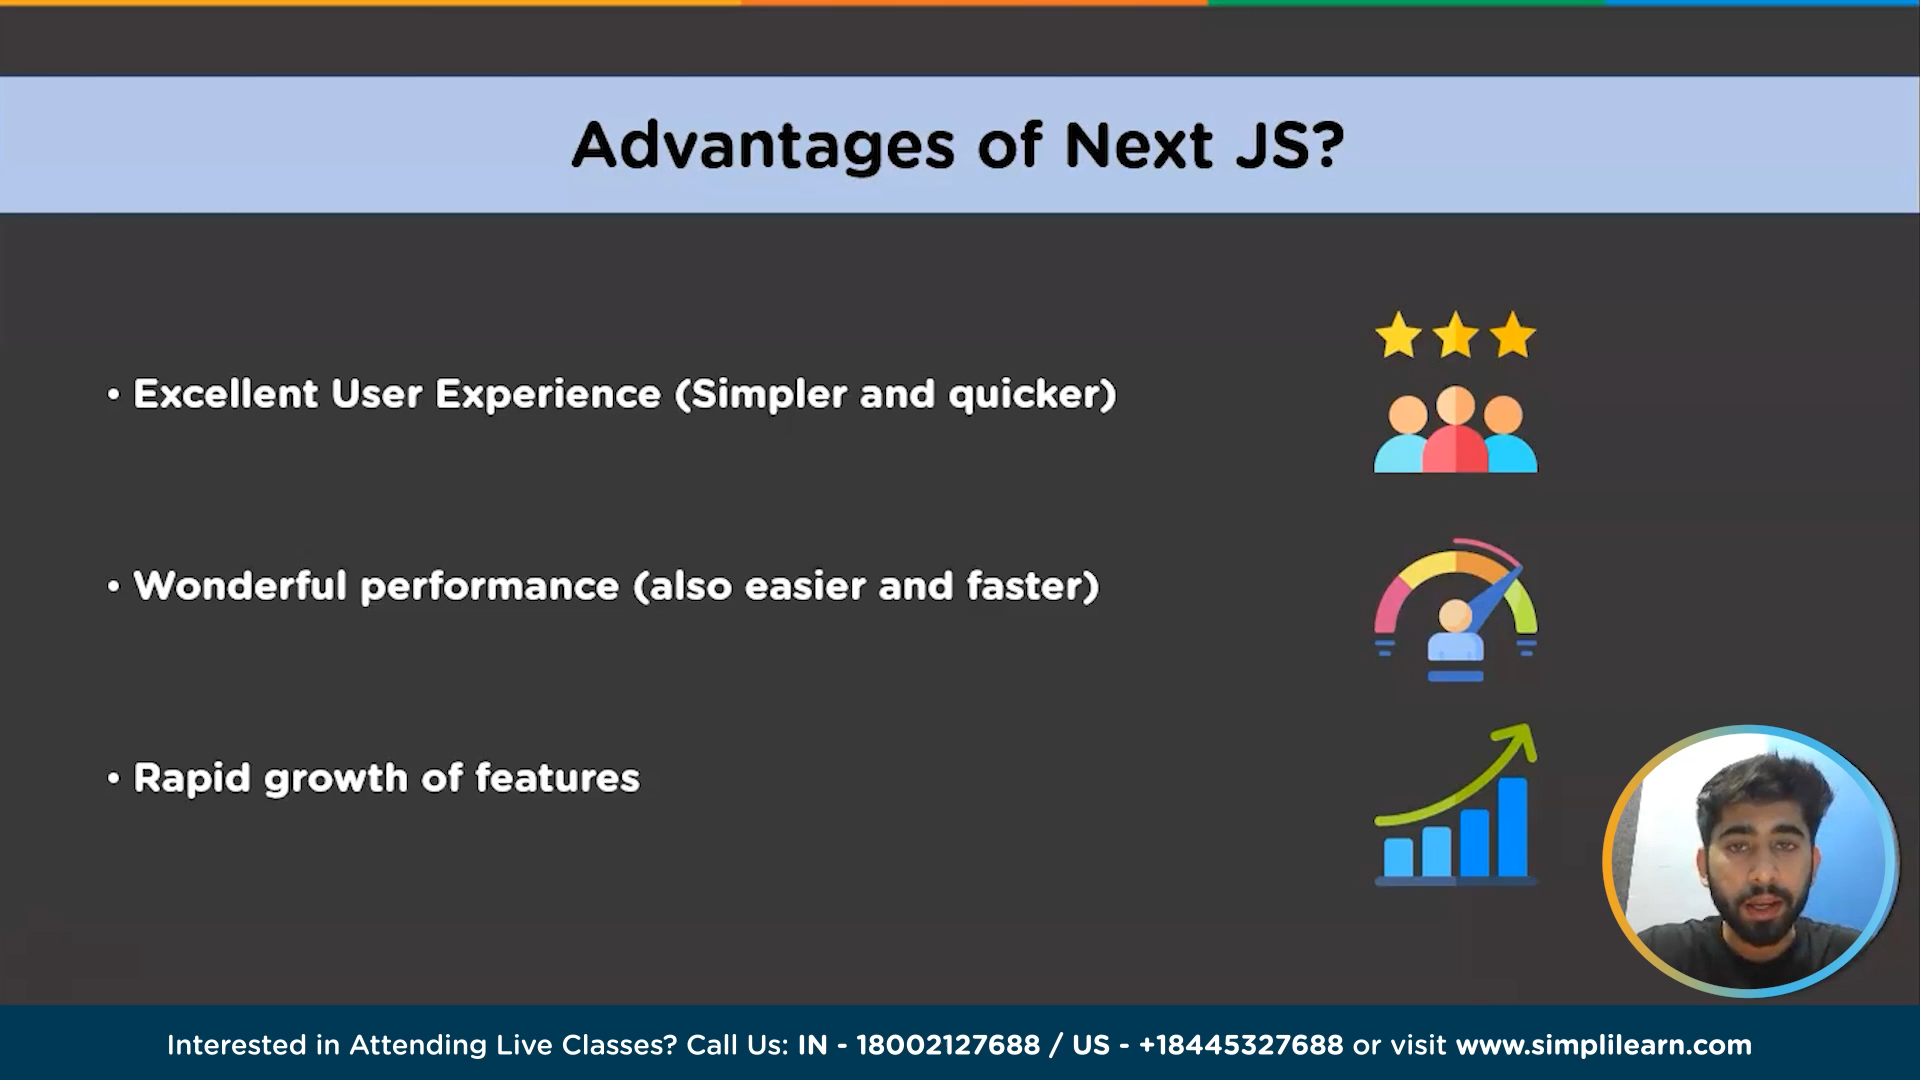 Advantages of Next JS?
• Excellent User Experience (Simpler and quicker)
• Wonderful performance (also easier and faster)
• Rapid growth of features
Interested in Attending Live Classes? Call Us: IN - 18002127688 / US - +18445327688 or visit www.simplilearn.com